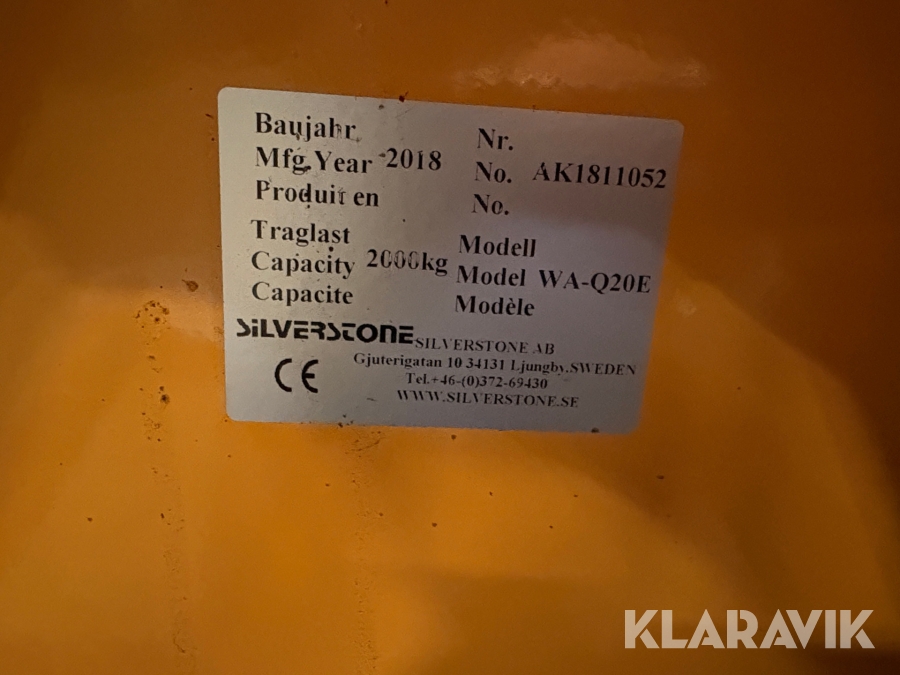 Baujahr
Mfg.Year 2018
Produit en
Nr.
No. AK1811052
No.
Traglast
Capacity 2000kg
Capacite
Modell
Model WA-Q20E
Modèle
SILVERSTONE SILVERSTONE AB
Gjuterigatan 10 34131 Ljungby.SWEDEN
CE Tel.+46-(0)372-69430
WWW.SILVERSTONE.SE
KLARAVIK